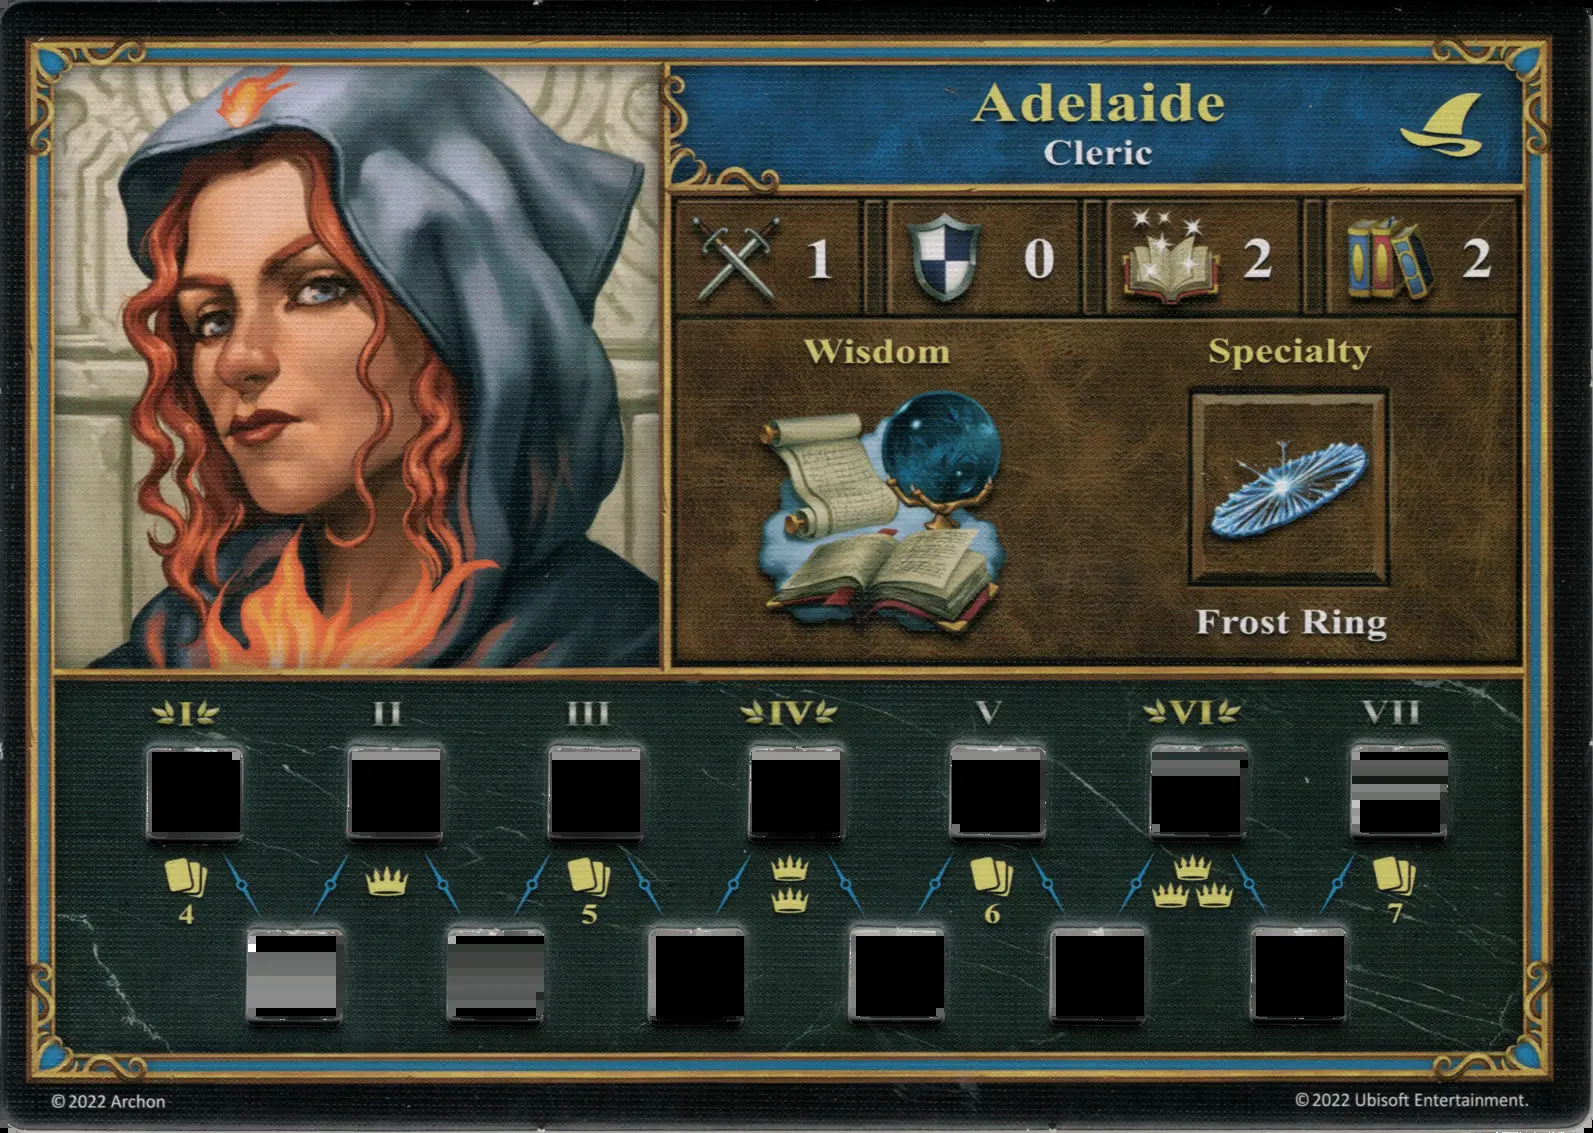 Adelaide
Cleric
1 0 2 2
Wisdom Specialty
Frost Ring
I II III IV V VI VII
4 5 6 7
© 2022 Archon © 2022 Ubisoft Entertainment.